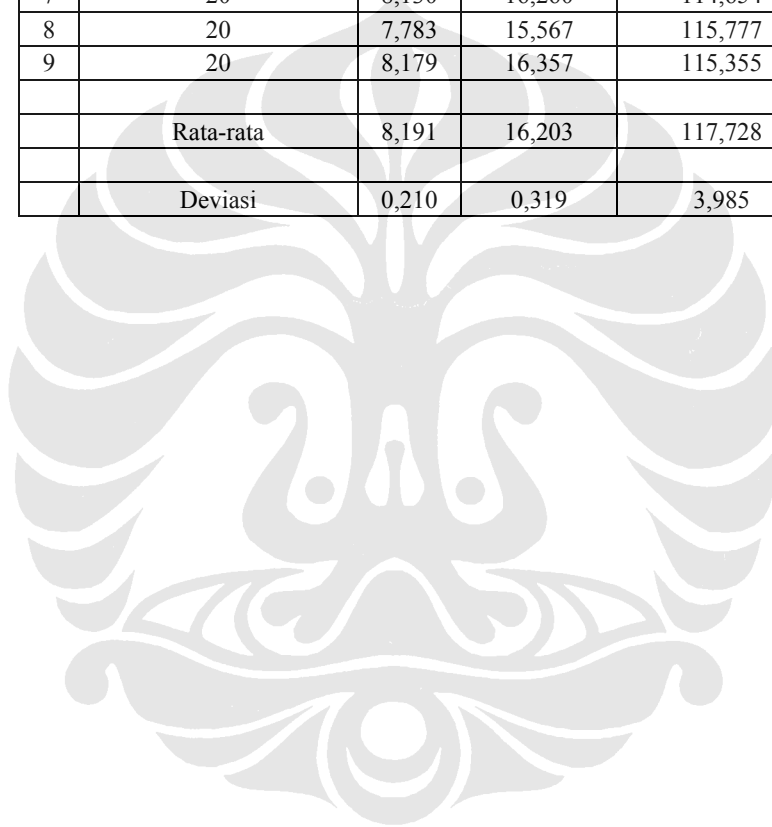 8 20 7,783 15,567 115,777
9 20 8,179 16,357 115,355
Rata-rata 8,191 16,203 117,728
Deviasi 0,210 0,319 3,985